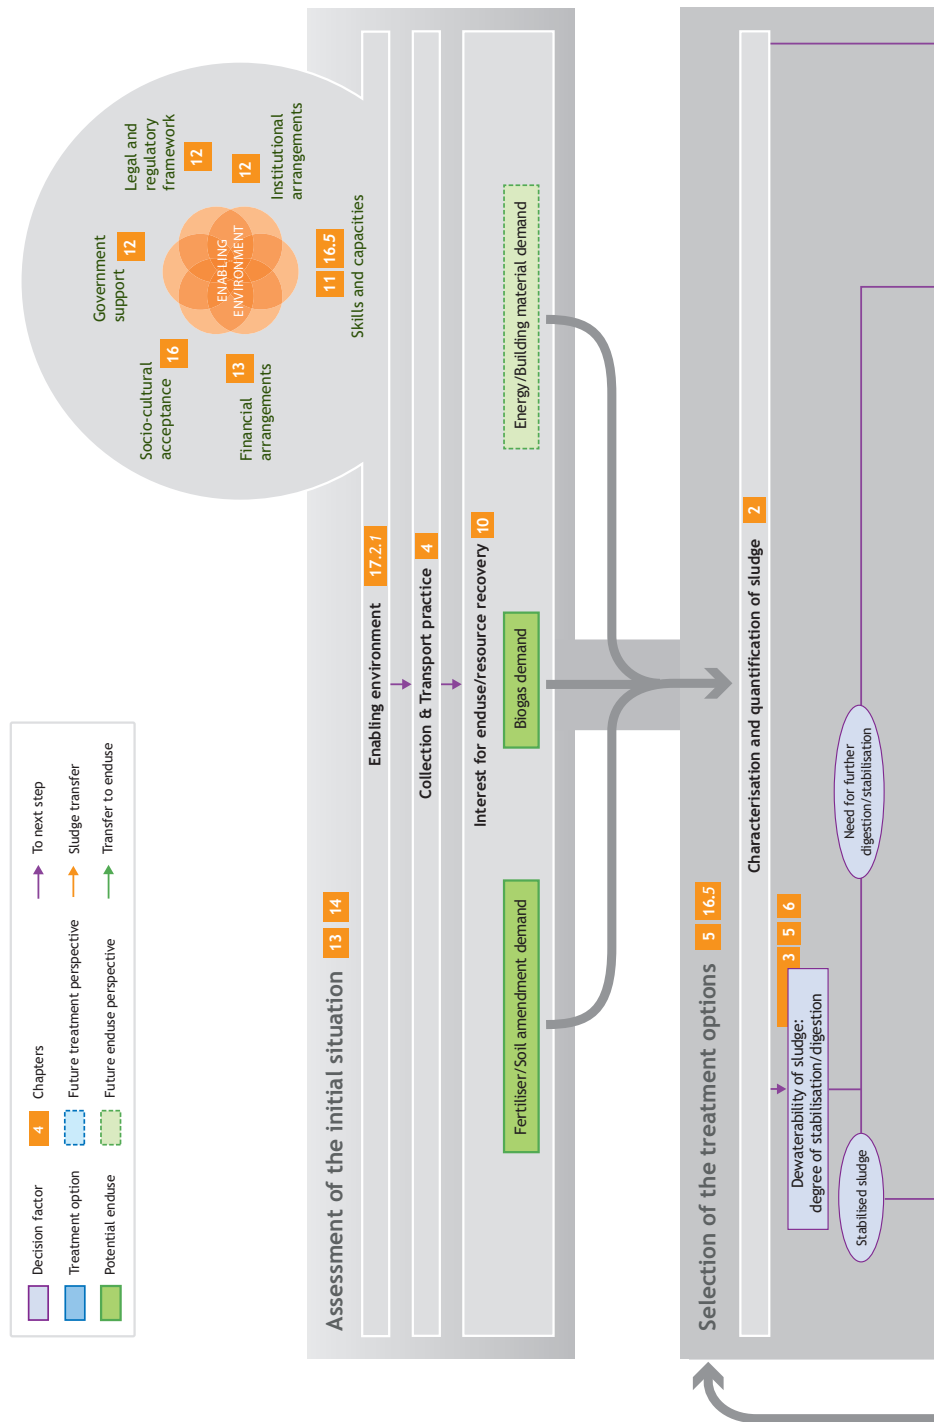 Decision factor
4
Chapters
To next step
Treatment option
Future treatment perspective
Sludge transfer
Potential enduse
Future enduse perspective
Transfer to enduse
Government
support
12
Legal and
regulatory
framework
12
Socio-cultural
acceptance
16
ENABLING
ENVIRONMENT
12
Institutional
arrangements
13
Financial
arrangements
11
16.5
Skills and capacities
Assessment of the initial situation
13
14
Enabling environment
17.2.1
Collection & Transport practice
4
Interest for enduse/resource recovery
10
Fertiliser/Soil amendment demand
Biogas demand
Energy/Building material demand
Selection of the treatment options
5
16.5
Characterisation and quantification of sludge
2
3
5
6
Dewaterability of sludge:
degree of stabilisation/digestion
Stabilised sludge
Need for further
digestion/stabilisation